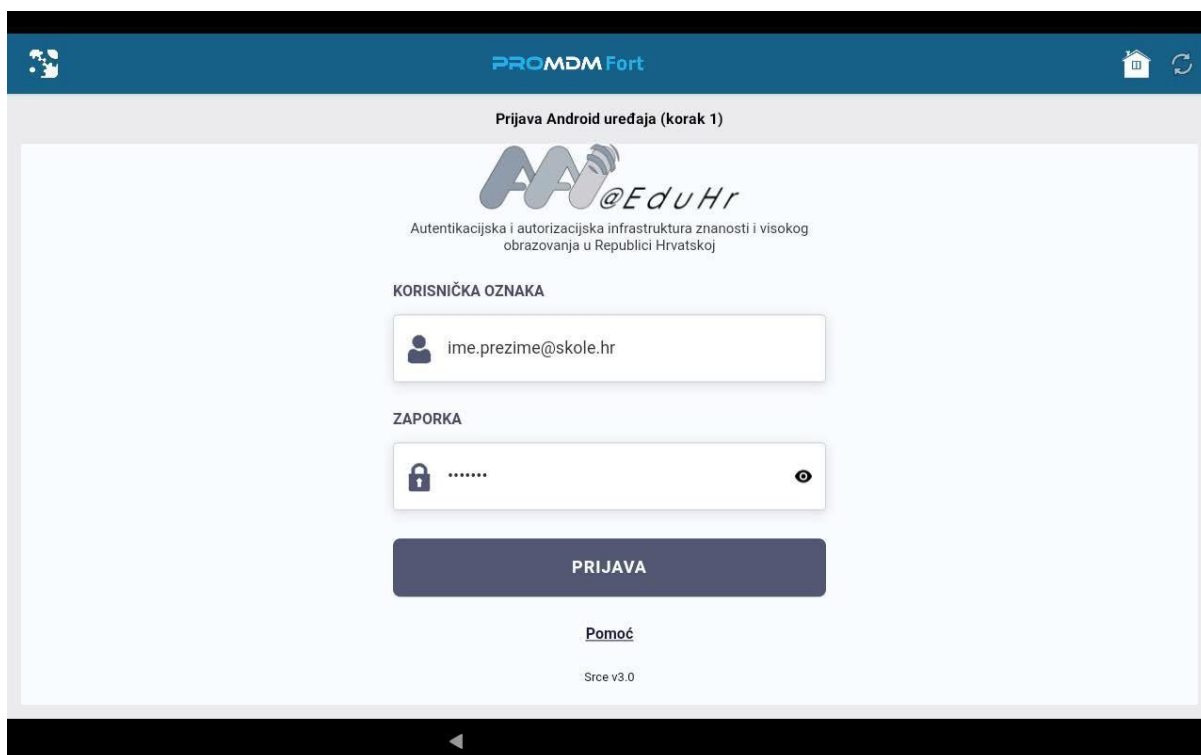 PROMDM Fort
Prijava Android uređaja (korak 1)
AAI@EduHr
Autentikacijska i autorizacijska infrastruktura znanosti i visokog
obrazovanja u Republici Hrvatskoj
KORISNIČKA OZNAKA
ime.prezime@skole.hr
ZAPORKA
•••••••
PRIJAVA
Pomoć
Srce v3.0